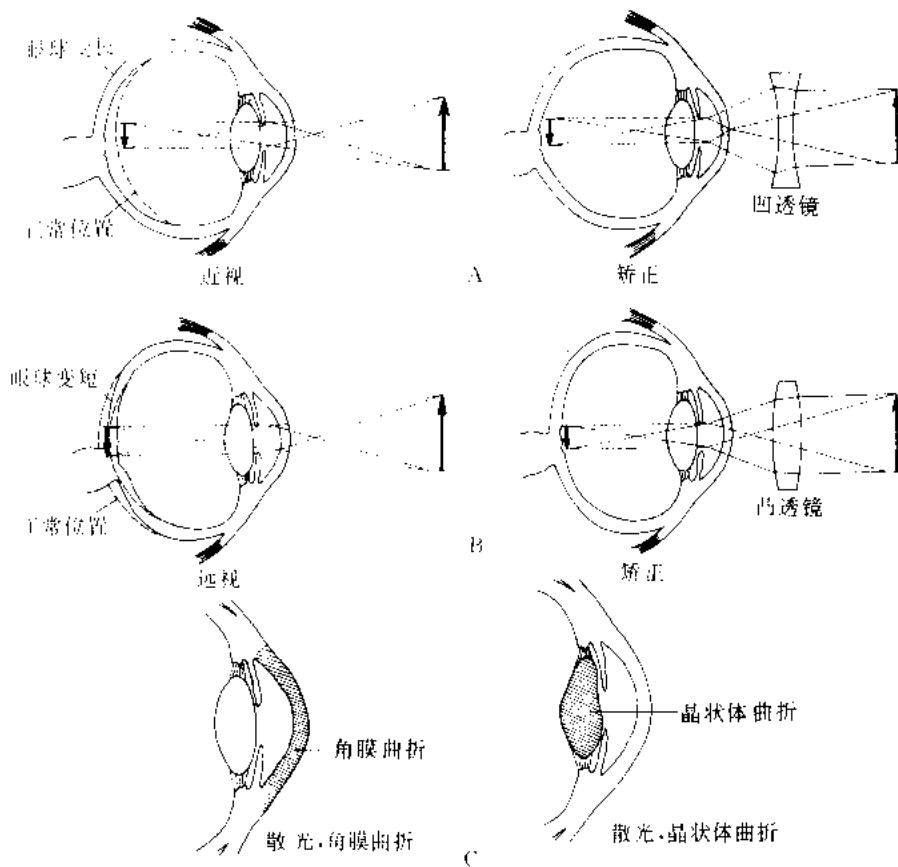 眼球变长
正常位置
近视
A
凹透镜
矫正
眼球变短
正常位置
远视
B
凸透镜
矫正
角膜曲折
散光,角膜曲折
晶状体曲折
散光,晶状体曲折
C